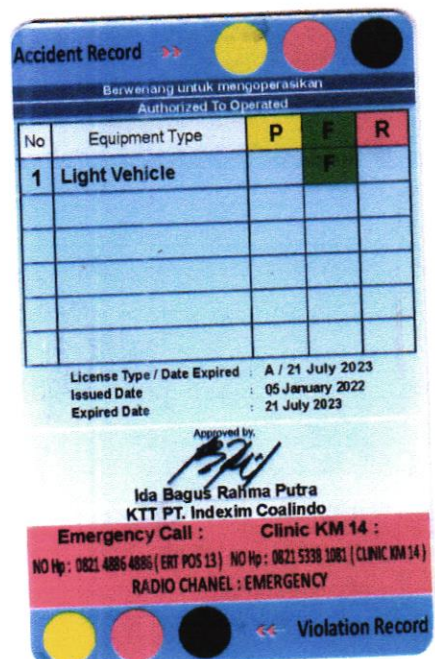 Accident Record >>
Berwenang untuk mengoperasikan
Authorized To Operated
No Equipment Type P F R
1 Light Vehicle F
License Type / Date Expired : A / 21 July 2023
Issued Date : 05 January 2022
Expired Date : 21 July 2023
Approved by,
Ida Bagus Rahma Putra
KTT PT. Indexim Coalindo
Emergency Call : Clinic KM 14 :
NO Hp : 0821 4886 4886 ( ERT POS 13 ) NO Hp : 0821 5338 1081 ( CLINIC KM 14 )
RADIO CHANEL : EMERGENCY
<< Violation Record